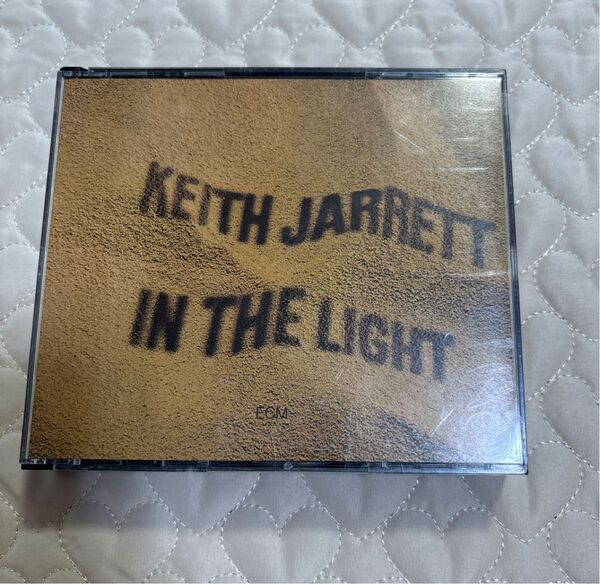 KEITH JARRETT
IN THE LIGHT
ECM